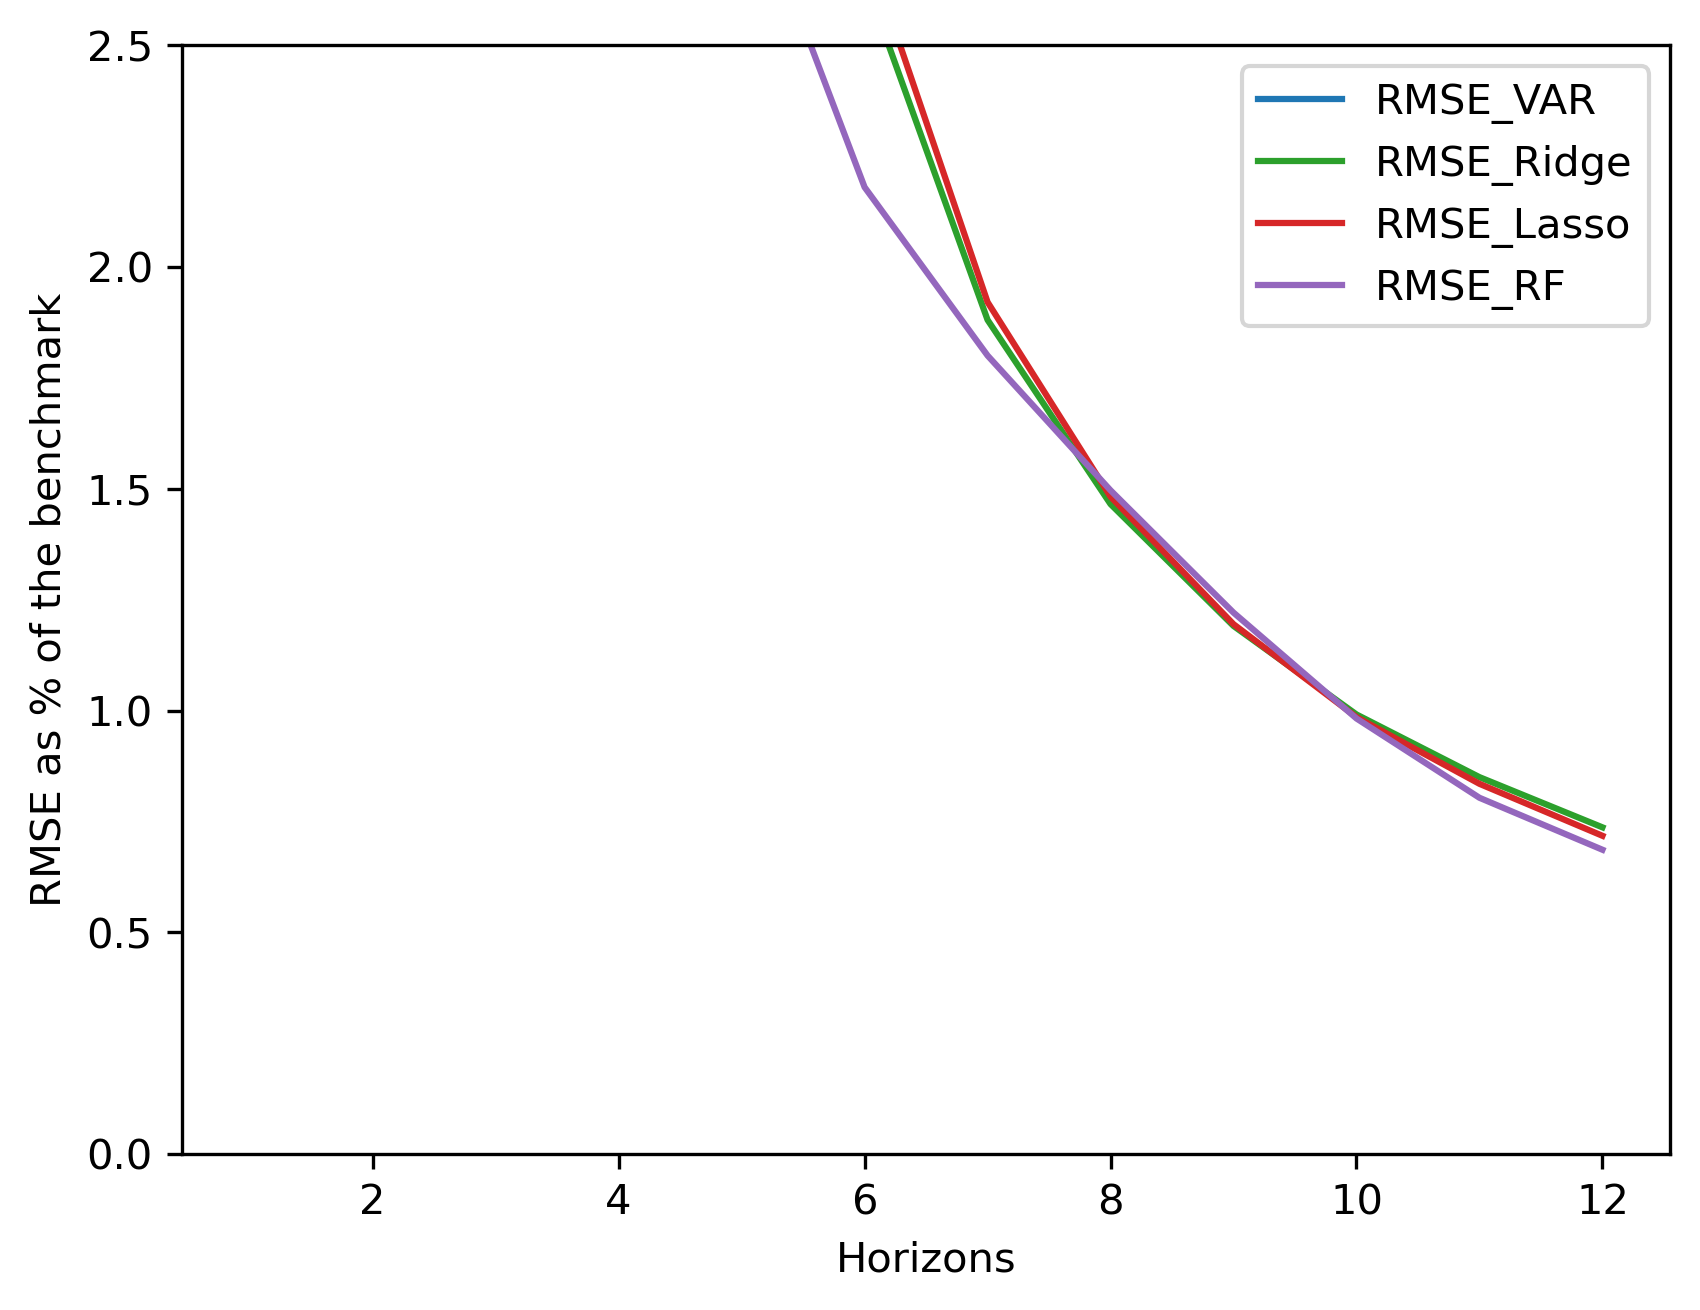 2.5
2.0
1.5
1.0
0.5
0.0
RMSE as % of the benchmark
RMSE_VAR
RMSE_Ridge
RMSE_Lasso
RMSE_RF
2 4 6 8 10 12
Horizons